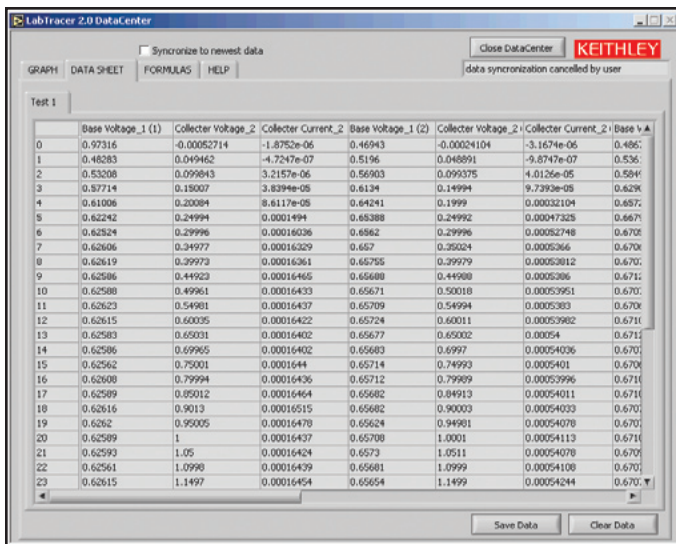 LabTracer 2.0 DataCenter
Syncronize to newest data
Close DataCenter
KEITHLEY
GRAPH DATA SHEET FORMULAS HELP
data syncronization cancelled by user
Test 1
Base Voltage_1 (1) Collecter Voltage_2 Collecter Current_2 Base Voltage_1 (2) Collecter Voltage_2 Collecter Current_2 Base
0 0.97316 -0.00052714 -1.8752e-06 0.46943 -0.00024104 -3.1674e-06
1 0.48283 0.049462 -4.7247e-07 0.5196 0.048891 -9.8747e-07
2 0.53208 0.099843 3.2157e-06 0.56903 0.099375 4.0126e-05
3 0.57714 0.15007 3.8394e-05 0.6134 0.14994 9.7393e-05
4 0.61006 0.20084 8.6117e-05 0.64241 0.1999 0.00032104
5 0.62242 0.24994 0.0001494 0.65388 0.24992 0.00047325
6 0.62524 0.29996 0.00016036 0.6562 0.29996 0.00052748
7 0.62606 0.34977 0.00016329 0.657 0.35024 0.0005366
8 0.62619 0.39973 0.00016361 0.65755 0.39979 0.00053812
9 0.62586 0.44923 0.00016465 0.65688 0.44988 0.0005386
10 0.62588 0.49961 0.00016433 0.65671 0.50018 0.00053951
11 0.62623 0.54981 0.00016437 0.65709 0.54994 0.0005383
12 0.62615 0.60035 0.00016422 0.65724 0.60011 0.00053982
13 0.62583 0.65031 0.00016402 0.65677 0.65002 0.00054
14 0.62586 0.69965 0.00016402 0.65683 0.6997 0.00054036
15 0.62562 0.75001 0.0001644 0.65714 0.74993 0.0005401
16 0.62608 0.79994 0.00016436 0.65712 0.79989 0.00053996
17 0.62589 0.85012 0.00016464 0.65682 0.84913 0.00054011
18 0.62616 0.9013 0.00016515 0.65682 0.90003 0.00054033
19 0.6262 0.95005 0.00016478 0.65624 0.94981 0.00054078
20 0.62589 1 0.00016437 0.65708 1.0001 0.00054113
21 0.62593 1.05 0.00016424 0.6573 1.0511 0.00054078
22 0.62561 1.0998 0.00016439 0.65681 1.0999 0.00054108
23 0.62615 1.1497 0.00016454 0.65654 1.1499 0.00054244
Save Data Clear Data